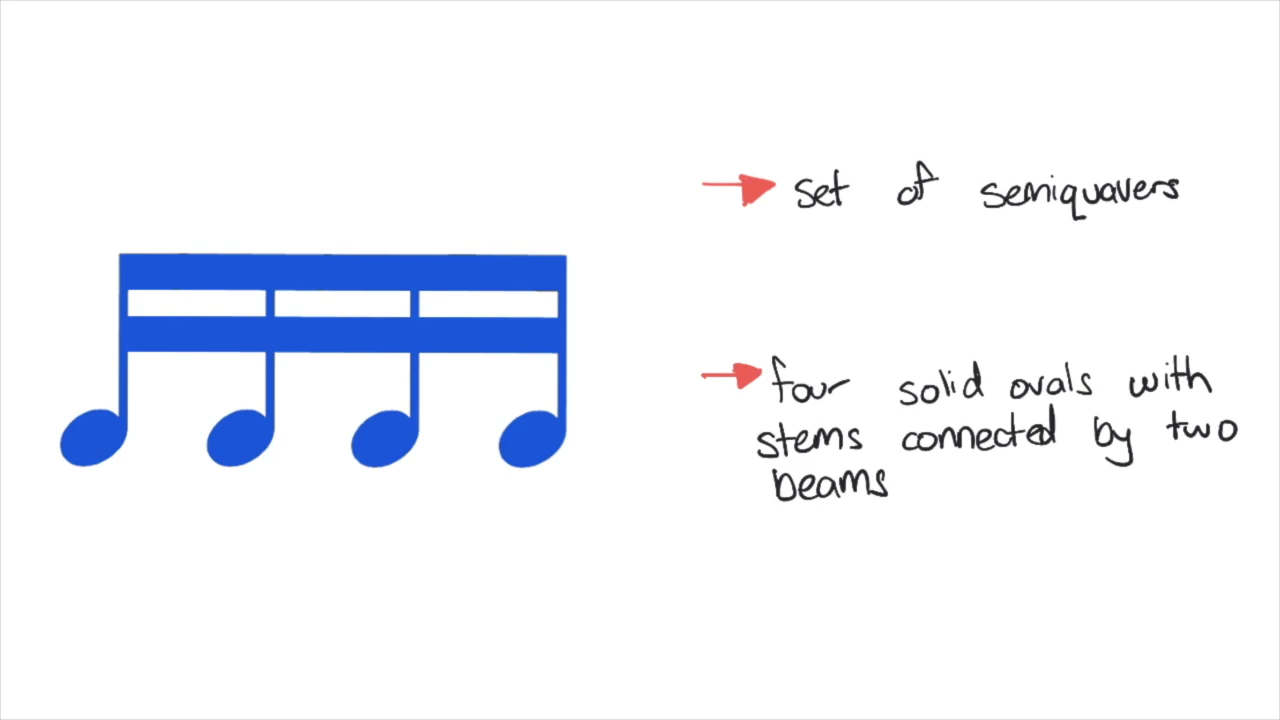 set of semiquavers
four solid ovals with
stems connected by two
beams